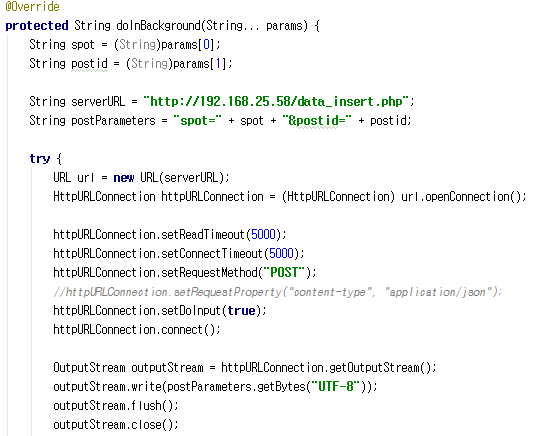 @Override
protected String doInBackground(String... params) {
String spot = (String)params[0];
String postid = (String)params[1];
String serverURL = "http://192.168.25.58/data_insert.php";
String postParameters = "spot=" + spot + "&postid=" + postid;
try {
URL url = new URL(serverURL);
HttpURLConnection httpURLConnection = (HttpURLConnection) url.openConnection();
httpURLConnection.setReadTimeout(5000);
httpURLConnection.setConnectTimeout(5000);
httpURLConnection.setRequestMethod("POST");
//httpURLConnection.setRequestProperty("content-type", "application/json");
httpURLConnection.setDoInput(true);
httpURLConnection.connect();
OutputStream outputStream = httpURLConnection.getOutputStream();
outputStream.write(postParameters.getBytes("UTF-8"));
outputStream.flush();
outputStream.close();